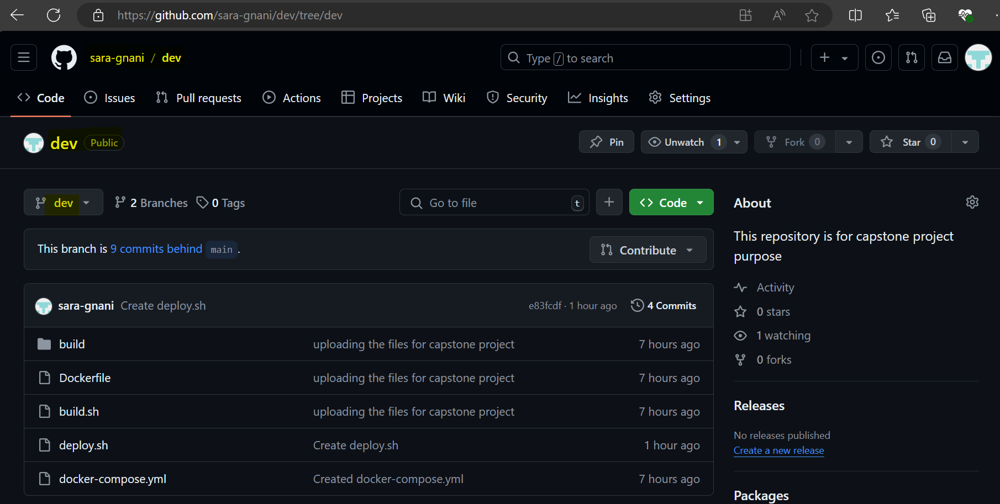 https://github.com/sara-gnani/dev/tree/dev
sara-gnani / dev
Type / to search
Code Issues Pull requests Actions Projects Wiki Security Insights Settings
dev Public
Pin Unwatch 1 Fork 0 Star 0
dev 2 Branches 0 Tags Go to file t Code
This branch is 9 commits behind main .
Contribute
sara-gnani Create deploy.sh e83fcdf · 1 hour ago 4 Commits
build uploading the files for capstone project 7 hours ago
Dockerfile uploading the files for capstone project 7 hours ago
build.sh uploading the files for capstone project 7 hours ago
deploy.sh Create deploy.sh 1 hour ago
docker-compose.yml Created docker-compose.yml 7 hours ago
About
This repository is for capstone project
purpose
Activity
0 stars
1 watching
0 forks
Releases
No releases published
Create a new release
Packages